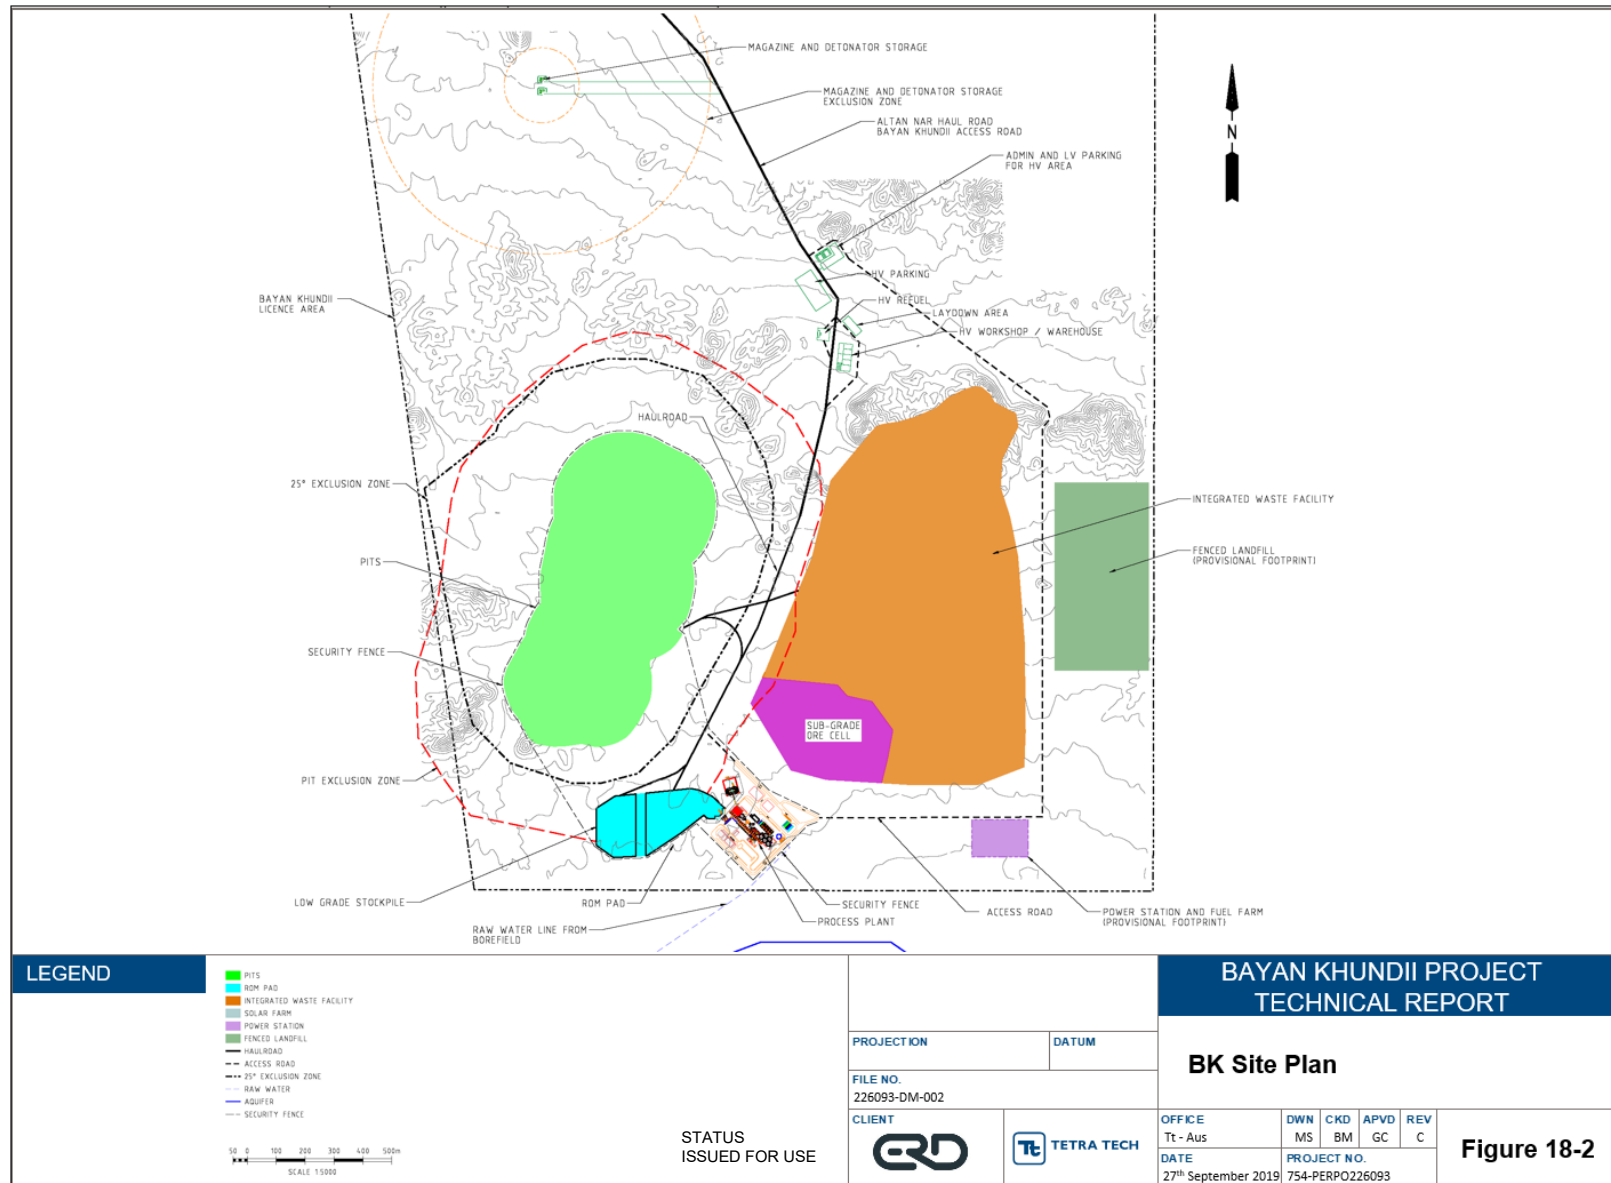 MAGAZINE AND DETONATOR STORAGE
MAGAZINE AND DETONATOR STORAGE
EXCLUSION ZONE
ALTAN NAR HAUL ROAD
BAYAN KHUNDII ACCESS ROAD
ADMIN AND LV PARKING
FOR HV AREA
N
HV PARKING
BAYAN KHUNDII
LICENCE AREA
HV REFUEL
LAYDOWN AREA
HV WORKSHOP / WAREHOUSE
HAULROAD
25° EXCLUSION ZONE
INTEGRATED WASTE FACILITY
FENCED LANDFILL
(PROVISIONAL FOOTPRINT)
PITS
SECURITY FENCE
SUB-GRADE
ORE CELL
PIT EXCLUSION ZONE
LOW GRADE STOCKPILE
ROM PAD
SECURITY FENCE
PROCESS PLANT
ACCESS ROAD
POWER STATION AND FUEL FARM
(PROVISIONAL FOOTPRINT)
RAW WATER LINE FROM
BOREFIELD
LEGEND
PITS
ROM PAD
INTEGRATED WASTE FACILITY
SOLAR FARM
POWER STATION
FENCED LANDFILL
HAULROAD
ACCESS ROAD
25° EXCLUSION ZONE
RAW WATER
AQUIFER
SECURITY FENCE
50 0 100 200 300 400 500m
SCALE 1:5000
STATUS
ISSUED FOR USE
PROJECTION
DATUM
FILE NO.
226093-DM-002
CLIENT
ERD
Tt TETRA TECH
BAYAN KHUNDII PROJECT
TECHNICAL REPORT
BK Site Plan
OFFICE
Tt - Aus
DWN CKD APVD REV
MS BM GC C
DATE
27th September 2019
PROJECT NO.
754-PERPO226093
Figure 18-2